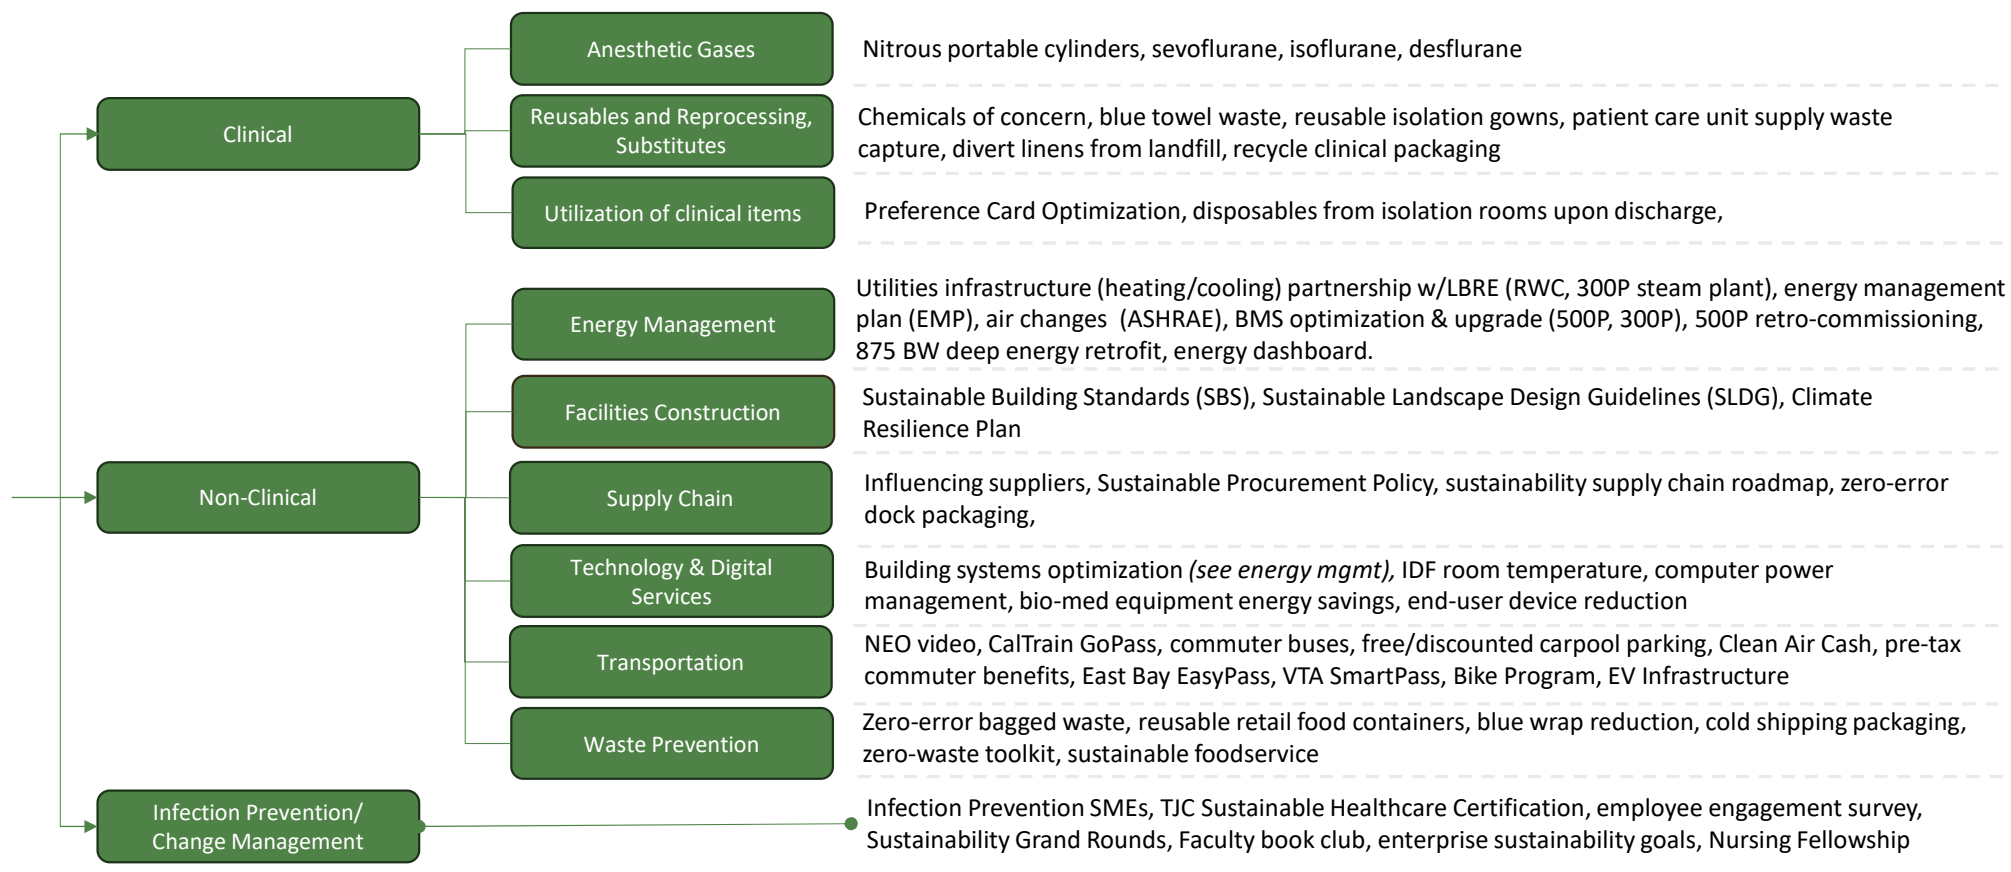 Anesthetic Gases
Nitrous portable cylinders, sevoflurane, isoflurane, desflurane
Clinical
Reusables and Reprocessing,
Substitutes
Chemicals of concern, blue towel waste, reusable isolation gowns, patient care unit supply waste
capture, divert linens from landfill, recycle clinical packaging
Utilization of clinical items
Preference Card Optimization, disposables from isolation rooms upon discharge,
Energy Management
Utilities infrastructure (heating/cooling) partnership w/LBRE (RWC, 300P steam plant), energy management
plan (EMP), air changes (ASHRAE), BMS optimization & upgrade (500P, 300P), 500P retro-commissioning,
875 BW deep energy retrofit, energy dashboard.
Facilities Construction
Sustainable Building Standards (SBS), Sustainable Landscape Design Guidelines (SLDG), Climate
Resilience Plan
Non-Clinical
Supply Chain
Influencing suppliers, Sustainable Procurement Policy, sustainability supply chain roadmap, zero-error
dock packaging,
Technology & Digital
Services
Building systems optimization (see energy mgmt), IDF room temperature, computer power
management, bio-med equipment energy savings, end-user device reduction
Transportation
NEO video, CalTrain GoPass, commuter buses, free/discounted carpool parking, Clean Air Cash, pre-tax
commuter benefits, East Bay EasyPass, VTA SmartPass, Bike Program, EV Infrastructure
Waste Prevention
Zero-error bagged waste, reusable retail food containers, blue wrap reduction, cold shipping packaging,
zero-waste toolkit, sustainable foodservice
Infection Prevention/
Change Management
Infection Prevention SMEs, TJC Sustainable Healthcare Certification, employee engagement survey,
Sustainability Grand Rounds, Faculty book club, enterprise sustainability goals, Nursing Fellowship